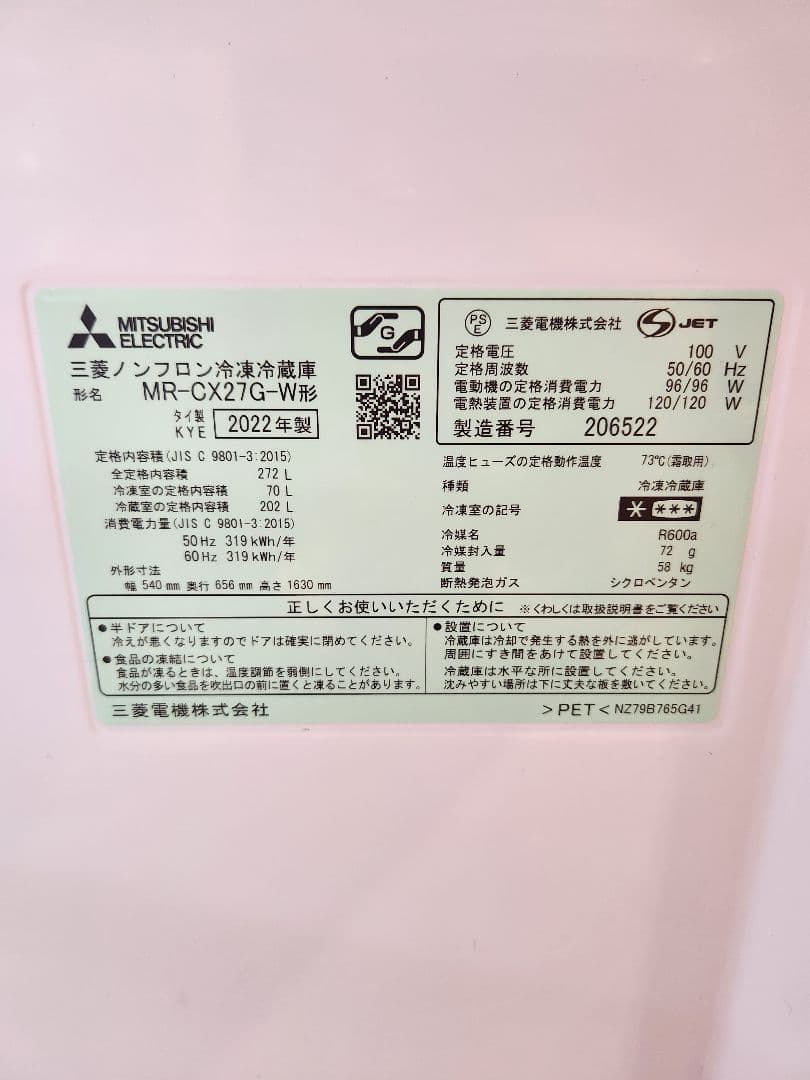 MITSUBISHI
ELECTRIC
G
三菱ノンフロン冷凍冷蔵庫
形名 MR-CX27G-W形
タイ製
KYE
2022年製
定格内容積(JIS C 9801-3:2015)
全定格内容積 272 L
冷凍室の定格内容積 70 L
冷蔵室の定格内容積 202 L
消費電力量(JIS C 9801-3:2015)
50Hz 319kWh/年
60Hz 319kWh/年
外形寸法
幅 540 mm 奥行 656 mm 高さ 1630 mm
PS
E
三菱電機株式会社
S JET
定格電圧 100 V
定格周波数 50/60 Hz
電動機の定格消費電力 96/96 W
電熱装置の定格消費電力 120/120 W
製造番号 206522
温度ヒューズの定格動作温度 73℃(霜取用)
種類 冷凍冷蔵庫
冷凍室の記号 * ***
冷媒名 R600a
冷媒封入量 72 g
質量 58 kg
断熱発泡ガス シクロペンタン
正しくお使いいただくために ※くわしくは取扱説明書をご覧ください
●半ドアについて
冷えが悪くなりますのでドアは確実に閉めてください。
●食品の凍結について
食品が凍るときは、温度調節を弱側にしてください。
水分の多い食品を吹出口の前に置くと凍ることがあります。
●設置について
冷蔵庫は冷却で発生する熱を外に逃がしています。
周囲にすき間をあけて設置してください。
冷蔵庫は水平な所に設置してください。
沈みやすい場所は下に丈夫な板を敷いてください。
三菱電機株式会社
>PET< NZ79B765G41